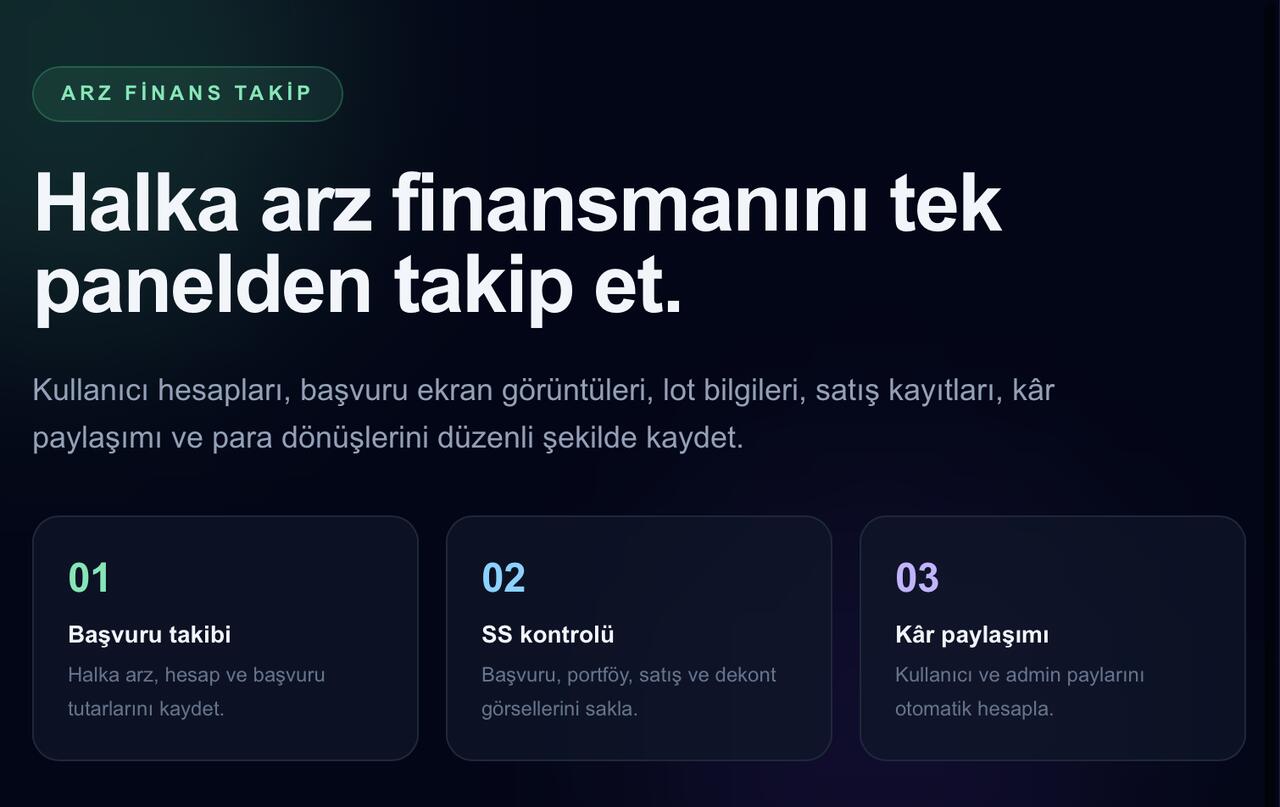 ARZ FİNANS TAKİP
Halka arz finansmanını tek
panelden takip et.
Kullanıcı hesapları, başvuru ekran görüntüleri, lot bilgileri, satış kayıtları, kâr
paylaşımı ve para dönüşlerini düzenli şekilde kaydet.
01
Başvuru takibi
Halka arz, hesap ve başvuru
tutarlarını kaydet.
02
SS kontrolü
Başvuru, portföy, satış ve dekont
görsellerini sakla.
03
Kâr paylaşımı
Kullanıcı ve admin paylarını
otomatik hesapla.